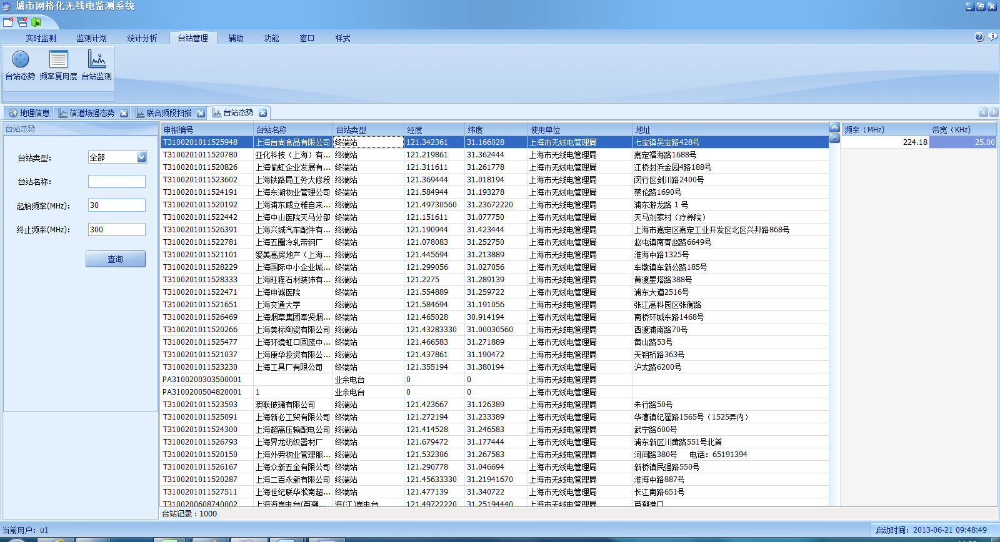 城市网格化无线电监测系统
实时监测 监测计划 统计分析 台站管理 辅助 功能 窗口 样式
台站态势 频率复用度 台站监测
地理信息 信道场强态势 联合频段扫描 台站态势
台站态势
台站类型: 全部
台站名称:
起始频率(MHz): 30
终止频率(MHz): 300
查询
申报编号 台站名称 台站类型 经度 纬度 使用单位 地址
T3100201011525948 上海台尚食品有限公司 终端站 121.342361 31.166028 上海市无线电管理局 七宝镇吴宝路428号
T3100201011520780 亚化科技（上海）有... 终端站 121.219861 31.362444 上海市无线电管理局 嘉定福海路1688号
T3100201011520826 上海愉虹企业发展有... 终端站 121.311611 31.261778 上海市无线电管理局 江桥封浜金园4路188号
T3100201011523602 上海铁路局工务大修段 终端站 121.369444 31.018194 上海市无线电管理局 闵行区剑川路2400号
T3100201011524191 上海东湖物业管理公司 终端站 121.584944 31.193278 上海市无线电管理局 蔡伦路1690号
T3100201011520192 上海浦东威立雅自来... 终端站 121.49730560 31.23672220 上海市无线电管理局 浦东游龙路 1 号
T3100201011522442 上海中山医院天马分部 终端站 121.151611 31.077750 上海市无线电管理局 天马刘家村（疗养院）
T3100201011526391 上海兴城汽车配件有... 终端站 121.190944 31.423444 上海市无线电管理局 上海市嘉定区嘉定工业开发区北区兴邦路868号
T3100201011522781 上海五圈冷轧带钢厂 终端站 121.078083 31.252750 上海市无线电管理局 赵屯镇南青赵路6649号
T3100201011521101 爱美高房地产（上海... 终端站 121.445694 31.213889 上海市无线电管理局 淮海中路1325号
T3100201011528229 上海国际中小企业城... 终端站 121.299056 31.027056 上海市无线电管理局 车墩镇车新公路185号
T3100201011528333 上海旺程石材装饰有... 终端站 121.2275 31.289139 上海市无线电管理局 黄渡星塔路388号
T3100201011522471 上海申诚医院 终端站 121.554889 31.259722 上海市无线电管理局 浦东大道2516号
T3100201011521651 上海交通大学 终端站 121.584694 31.191056 上海市无线电管理局 张江高科园区张衡路
T3100201011526469 上海烟草集团奉贤烟... 终端站 121.465028 30.914194 上海市无线电管理局 南桥环城东路1468号
T3100201011520266 上海美标陶瓷有限公司 终端站 121.43283330 31.00030560 上海市无线电管理局 西渡浦南路70号
T3100201011525477 上海环境虹口固废中... 终端站 121.466583 31.271889 上海市无线电管理局 黄山路53号
T3100201011521037 上海康华投资有限公... 终端站 121.437861 31.190472 上海市无线电管理局 天钥桥路363号
T3100201011523230 上海工具厂有限公司 终端站 121.355194 31.380194 上海市无线电管理局 沪太路6200号
PA3100200303500001 业余电台 0 0 上海市无线电管理局
PA3100200504820001 1 业余电台 0 0 上海市无线电管理局
T3100201011523593 澳联玻璃有限公司 终端站 121.423667 31.126389 上海市无线电管理局 朱行路50号
T3100201011525091 上海新必工贸有限公司 终端站 121.272194 31.233389 上海市无线电管理局 华漕镇纪翟路1565号（1525弄内）
T3100201011524300 上海超高压输配电公司 终端站 121.414528 31.246583 上海市无线电管理局 武宁路600号
T3100201011526793 上海界龙纺织器材厂 终端站 121.679472 31.177444 上海市无线电管理局 浦东新区川黄路551号北首
T3100201011520150 上海外劳物业管理服... 终端站 121.532306 31.267583 上海市无线电管理局 河间路380号 电话：65191394
T3100201011526167 上海众新五金有限公司 终端站 121.290778 31.046694 上海市无线电管理局 新桥镇民强路550号
T3100201011520287 上海二百永新有限公司 终端站 121.45633330 31.21941670 上海市无线电管理局 淮海中路887号
T3100201011527511 上海世纪联华淞南超... 终端站 121.477139 31.340722 上海市无线电管理局 长江南路651号
T3100200608740002 上海海岸电台(芦潮... 海(江)岸电台 121.49722220 31.25194440 上海市无线电管理局 芦潮港口
频率（MHz) 带宽（KHz)
224.18 25.00
台站记录：1000
当前用户: u1
启动时间: 2013-06-21 09:48:49